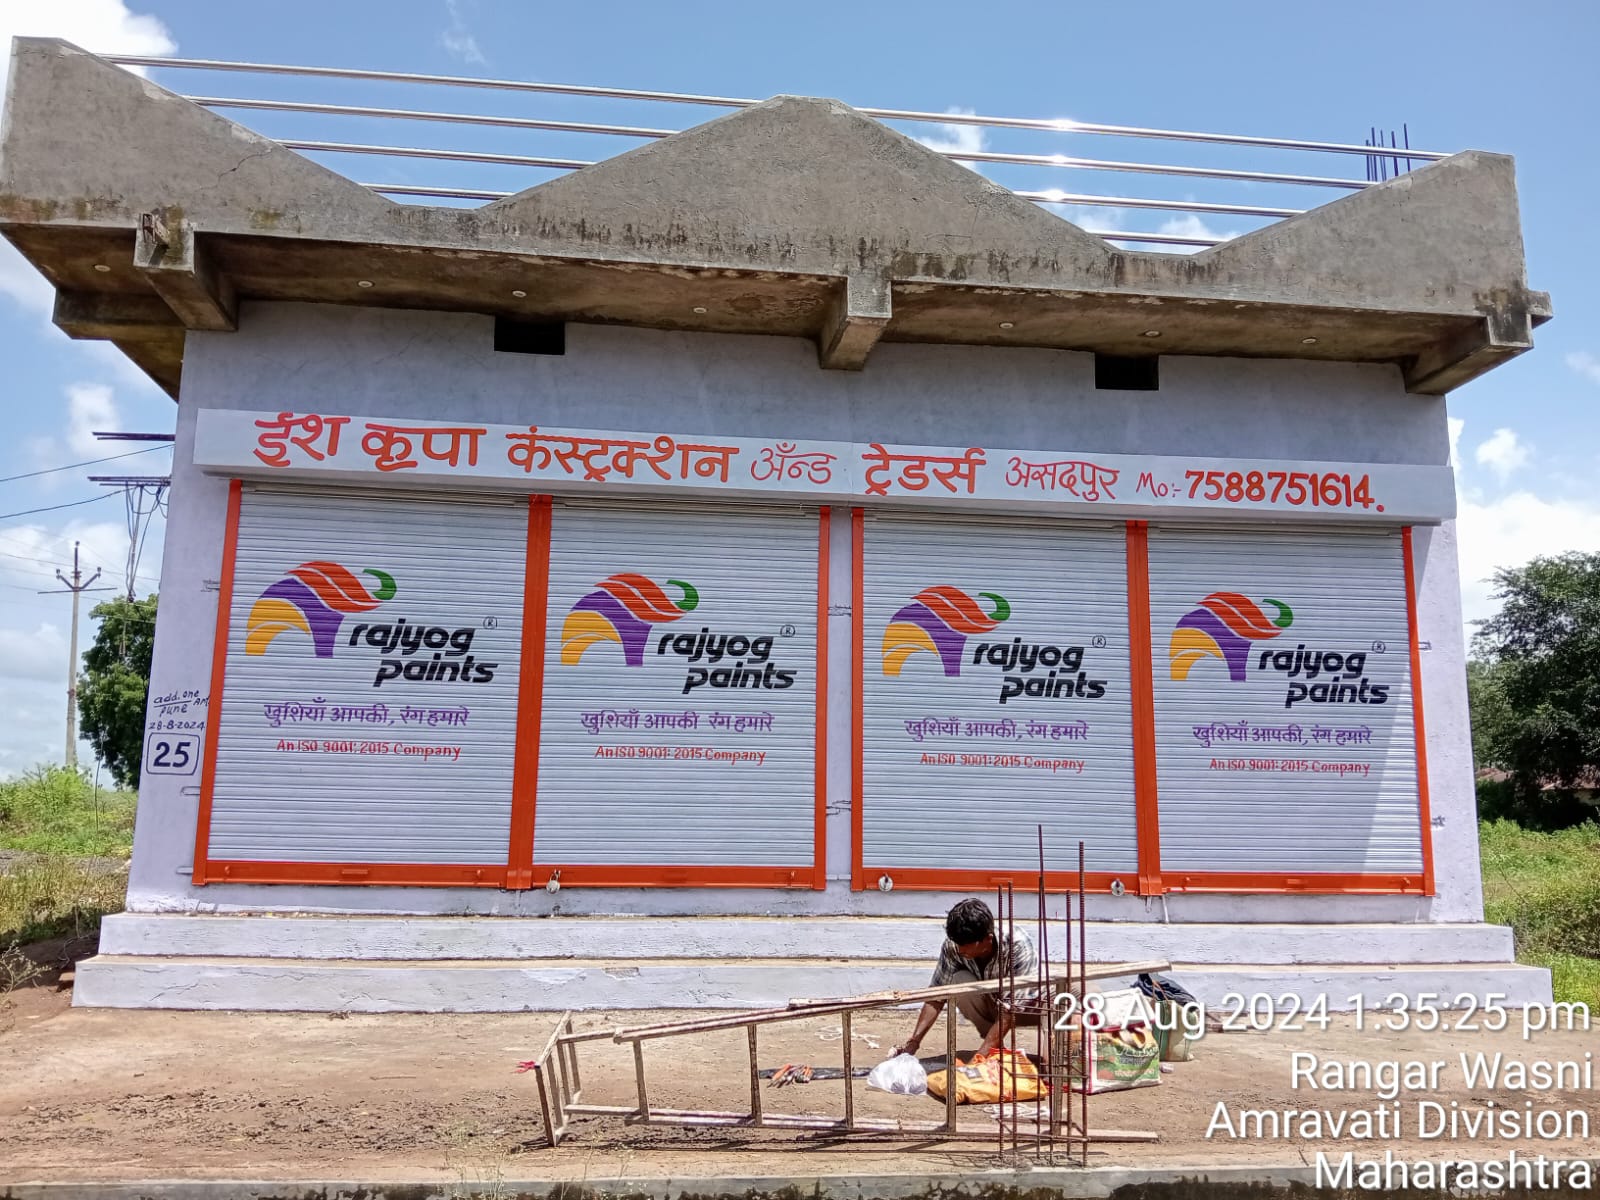 ईश कृपा कंस्ट्रक्शन अँन्ड ट्रेडर्स असदपुर Mo:- 7588751614.
rajyog ®
paints
खुशियाँ आपकी, रंग हमारे
An ISO 9001:2015 Company
rajyog ®
paints
खुशियाँ आपकी रंग हमारे
An ISO 9001:2015 Company
rajyog ®
paints
खुशियाँ आपकी, रंग हमारे
An ISO 9001:2015 Company
rajyog ®
paints
खुशियाँ आपकी, रंग हमारे
An ISO 9001:2015 Company
add. one
pune
28-8-2024
25
28 Aug 2024 1:35:25 pm
Rangar Wasni
Amravati Division
Maharashtra